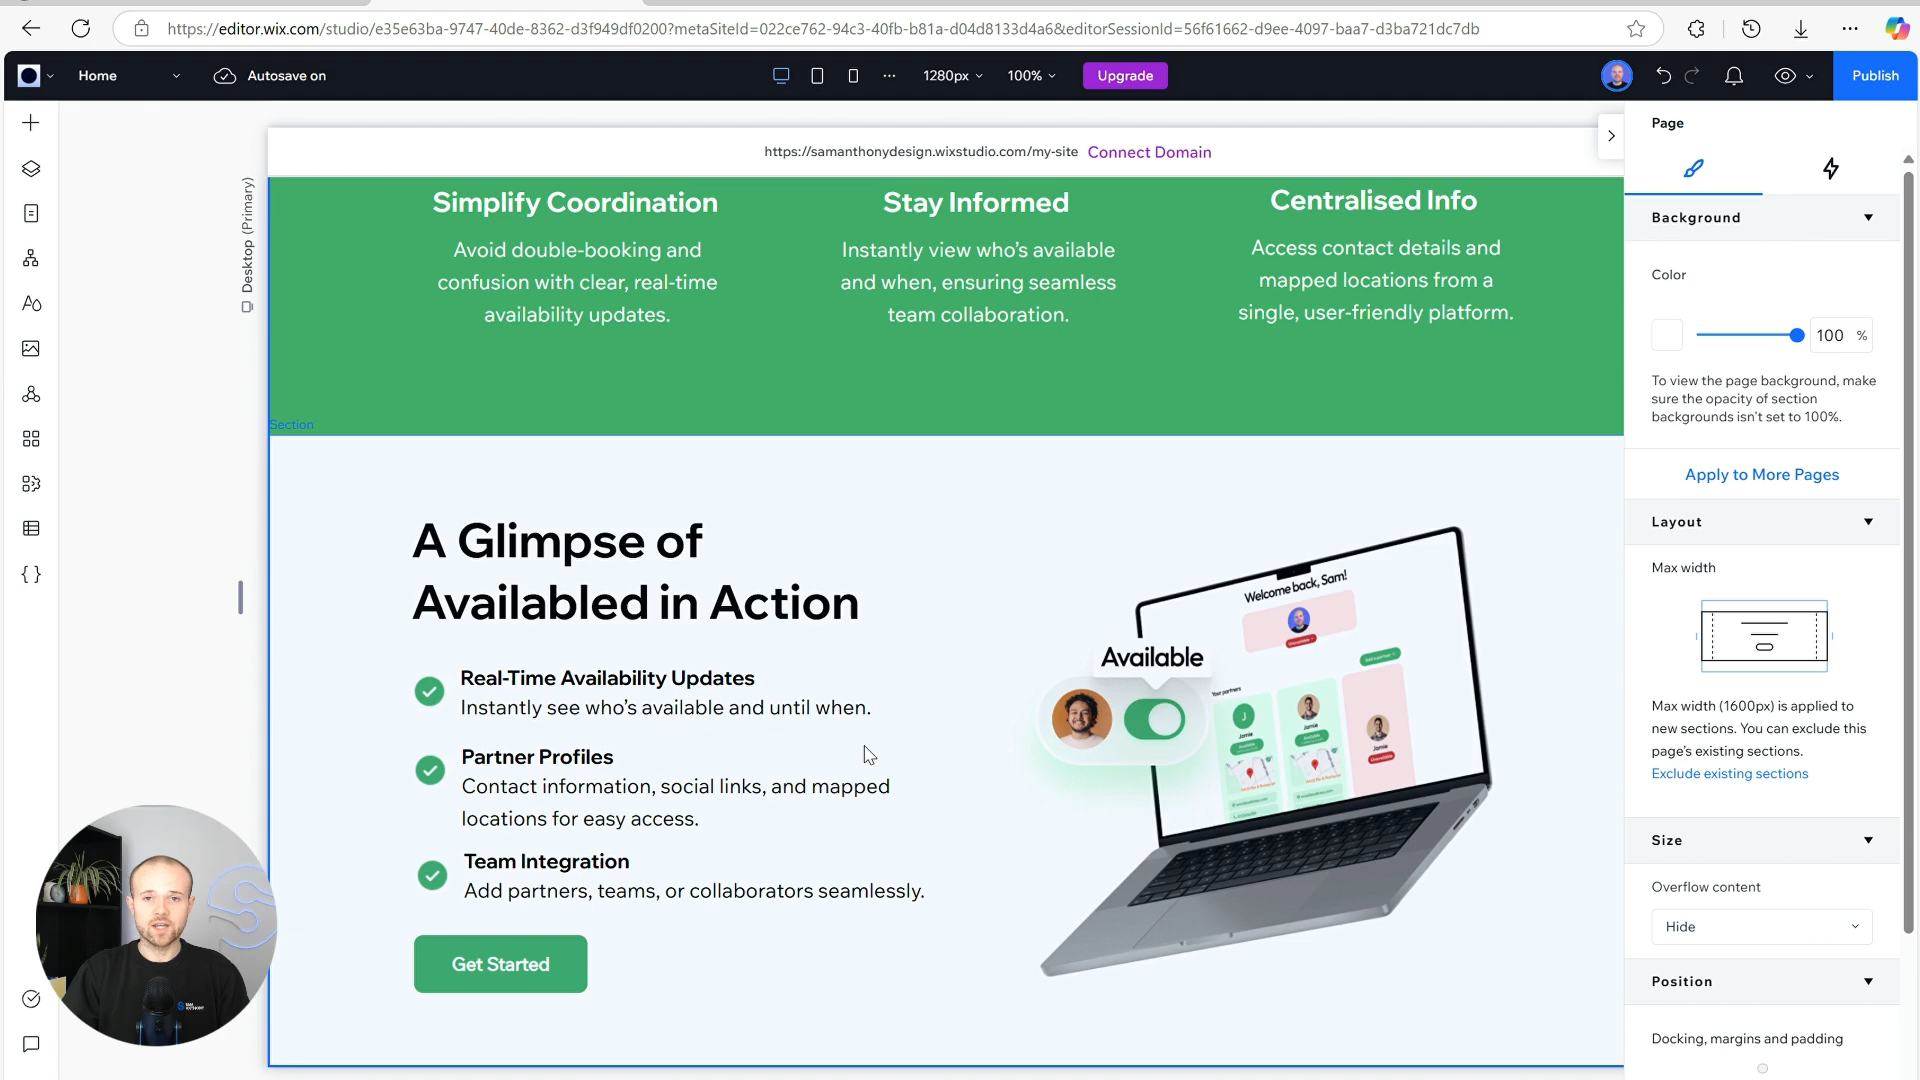 https://editor.wix.com/studio/e35e63ba-9747-40de-8362-d3f949df0200?metaSiteId=022ce762-94c3-40fb-b81a-d04d8133d4a6&editorSessionId=56f61662-d9ee-4097-baa7-d3ba721dc7db
Home
Autosave on
1280px
100%
Upgrade
Publish
Desktop (Primary)
https://samanthonydesign.wixstudio.com/my-site Connect Domain
Simplify Coordination
Avoid double-booking and
confusion with clear, real-time
availability updates.
Stay Informed
Instantly view who’s available
and when, ensuring seamless
team collaboration.
Centralised Info
Access contact details and
mapped locations from a
single, user-friendly platform.
Section
A Glimpse of
Availabled in Action
Real-Time Availability Updates
Instantly see who’s available and until when.
Partner Profiles
Contact information, social links, and mapped
locations for easy access.
Team Integration
Add partners, teams, or collaborators seamlessly.
Get Started
Welcome back, Sam!
Available
Your partners
J
Jamie
Jamie
Jamie
Page
Background
Color
100 %
To view the page background, make
sure the opacity of section
backgrounds isn't set to 100%.
Apply to More Pages
Layout
Max width
Max width (1600px) is applied to
new sections. You can exclude this
page's existing sections.
Exclude existing sections
Size
Overflow content
Hide
Position
Docking, margins and padding